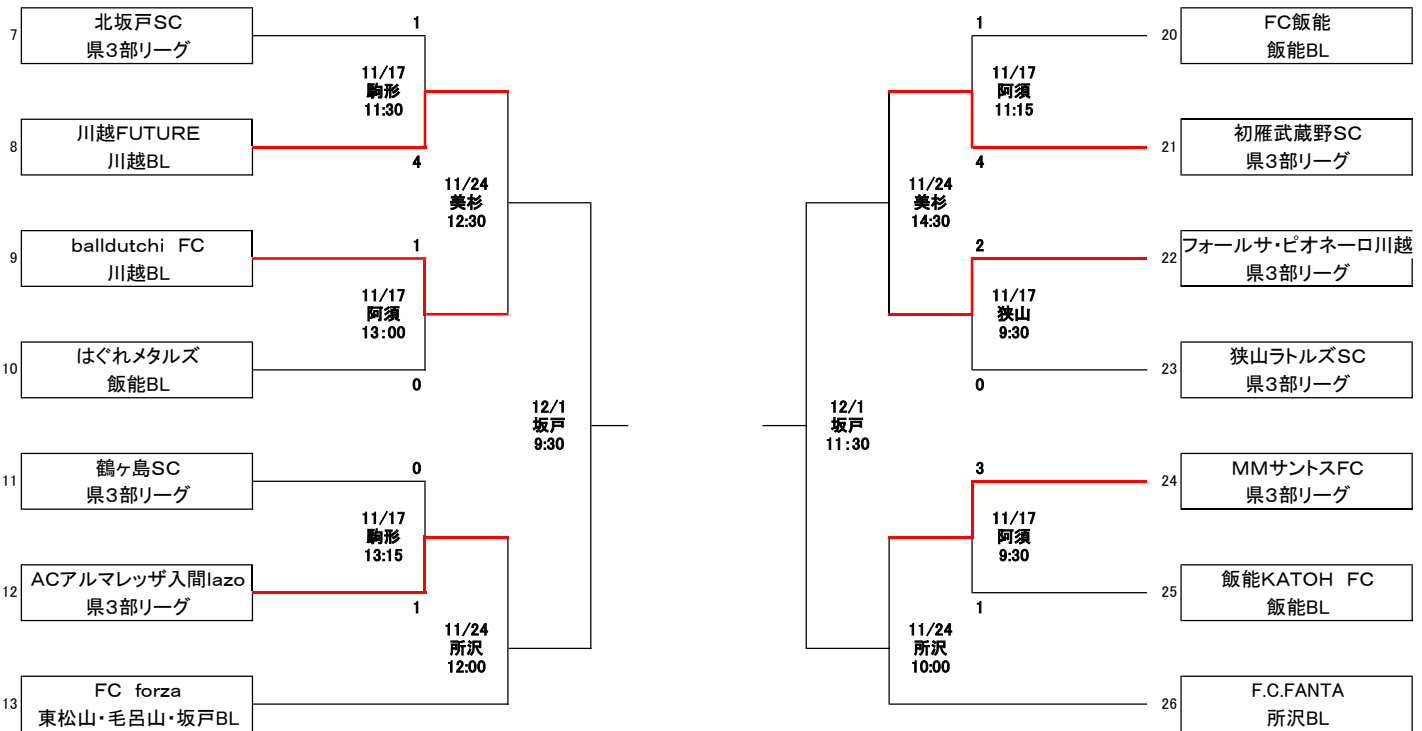 7
北坂戸SC
県3部リーグ
1
11/17
駒形
11:30
8
川越FUTURE
川越BL
4
11/24
美杉
12:30
9
balldutchi FC
川越BL
1
11/17
阿須
13:00
10
はぐれメタルズ
飯能BL
0
12/1
坂戸
9:30
11
鶴ヶ島SC
県3部リーグ
0
11/17
駒形
13:15
12
ACアルマレッザ入間lazo
県3部リーグ
1
11/24
所沢
12:00
13
FC forza
東松山・毛呂山・坂戸BL
1
20
FC飯能
飯能BL
11/17
阿須
11:15
21
初雁武蔵野SC
県3部リーグ
4
11/24
美杉
14:30
2
22
フォールサ・ピオネーロ川越
県3部リーグ
11/17
狭山
9:30
23
狭山ラトルズSC
県3部リーグ
0
12/1
坂戸
11:30
3
24
MMサントスFC
県3部リーグ
11/17
阿須
9:30
25
飯能KATOH FC
飯能BL
1
11/24
所沢
10:00
26
F.C.FANTA
所沢BL